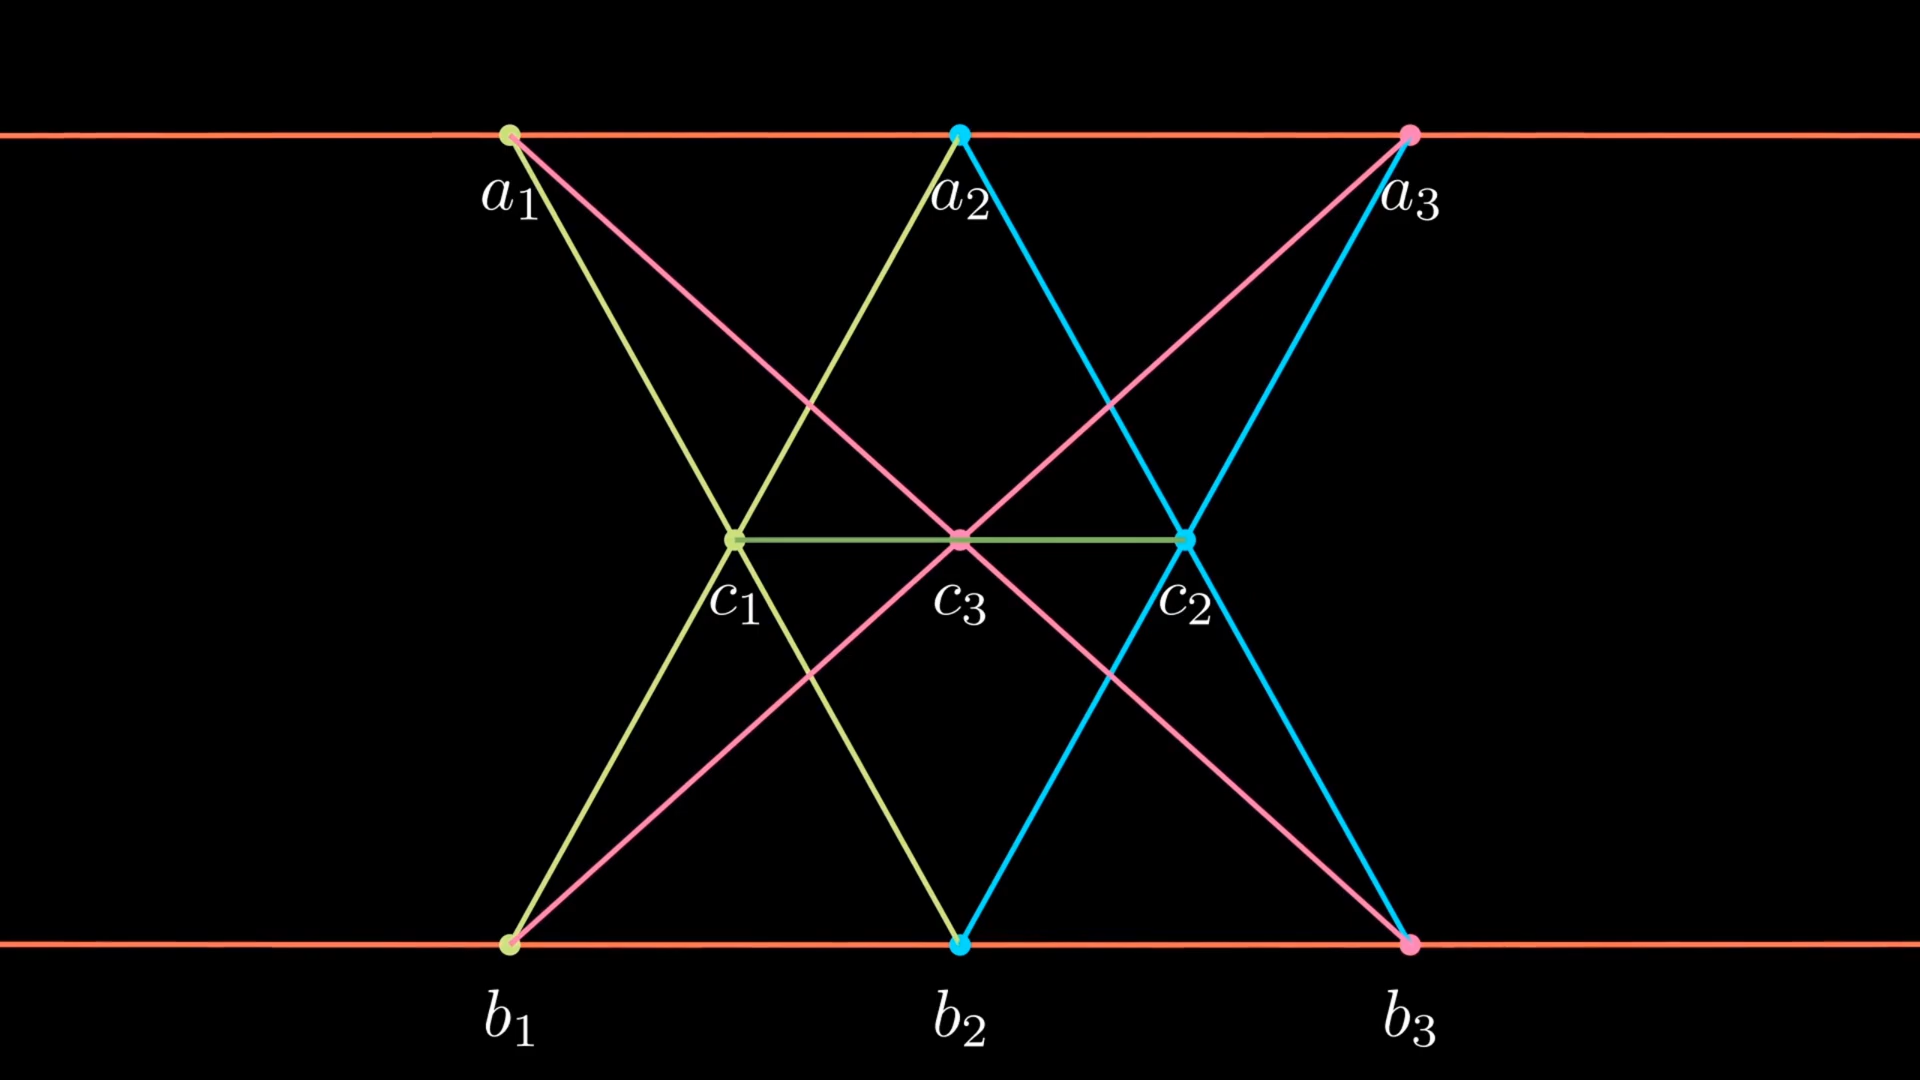 a₁ a₂ a₃
c₁ c₃ c₂
b₁ b₂ b₃